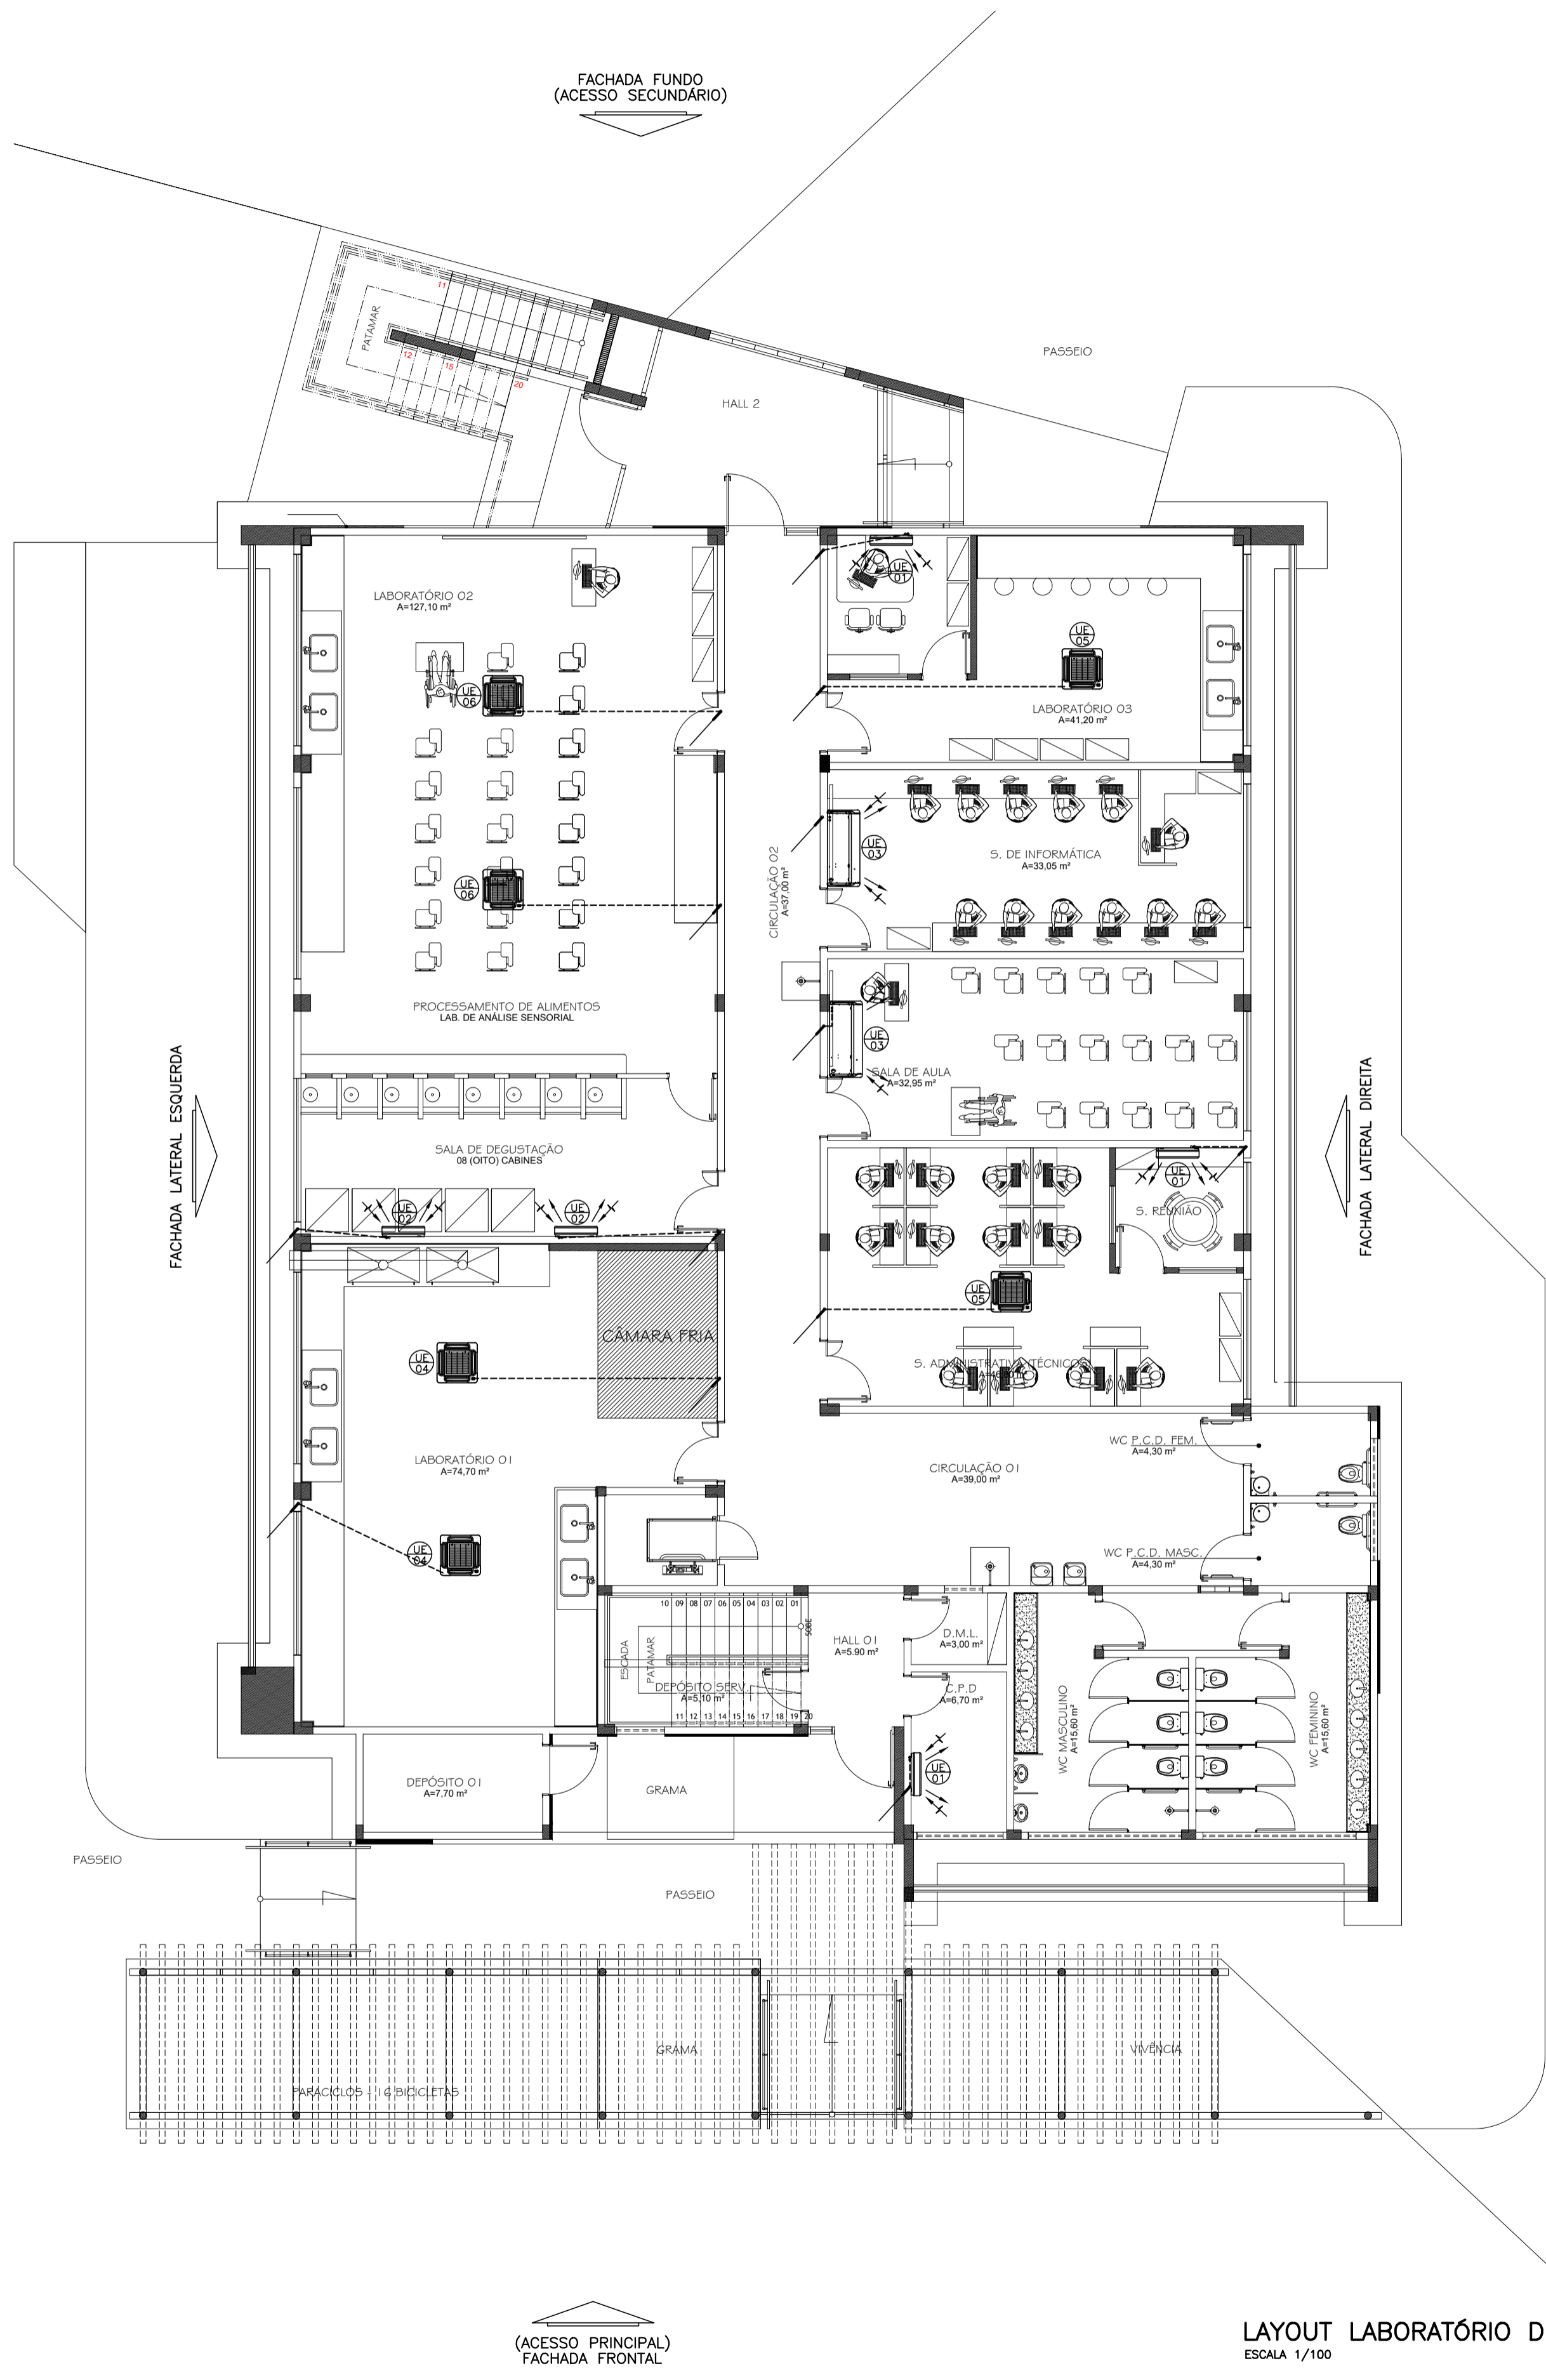 FACHADA FUNDO
(ACESSO SECUNDÁRIO)
11
PATAMAR
12
15
20
PASSEIO
HALL 2
LABORATÓRIO 02
A=127,10 m²
UE
01
UE
05
UE
06
LABORATÓRIO 03
A=41,20 m²
CIRCULAÇÃO 02
A=37,00 m²
UE
03
S. DE INFORMÁTICA
A=33,05 m²
UE
06
PROCESSAMENTO DE ALIMENTOS
LAB. DE ANÁLISE SENSORIAL
UE
03
SALA DE AULA
A=32,95 m²
FACHADA LATERAL ESQUERDA
FACHADA LATERAL DIREITA
SALA DE DEGUSTAÇÃO
08 (OITO) CABINES
UE
02
UE
02
UE
01
S. REUNIÃO
UE
05
CÂMARA FRIA
UE
04
S. ADMINISTRATIVA (TÉCNICOS)
LABORATÓRIO 01
A=74,70 m²
CIRCULAÇÃO 01
A=39,00 m²
WC P.C.D. FEM.
A=4,30 m²
UE
04
WC P.C.D. MASC.
A=4,30 m²
10 09 08 07 06 05 04 03 02 01
SOBE
ESCADA
PATAMAR
HALL 01
A=5.90 m²
D.M.L.
A=3,00 m²
DEPÓSITO SERV.
A=5,10 m²
C.P.D
A=6,70 m²
11 12 13 14 15 16 17 18 19 20
WC MASCULINO
A=15,60 m²
WC FEMININO
A=15,60 m²
UE
01
DEPÓSITO 01
A=7,70 m²
GRAMA
PASSEIO
PASSEIO
GRAMA
VIVÊNCIA
PARACICLOS - 16 BICICLETAS
(ACESSO PRINCIPAL)
FACHADA FRONTAL
LAYOUT LABORATÓRIO D
ESCALA 1/100